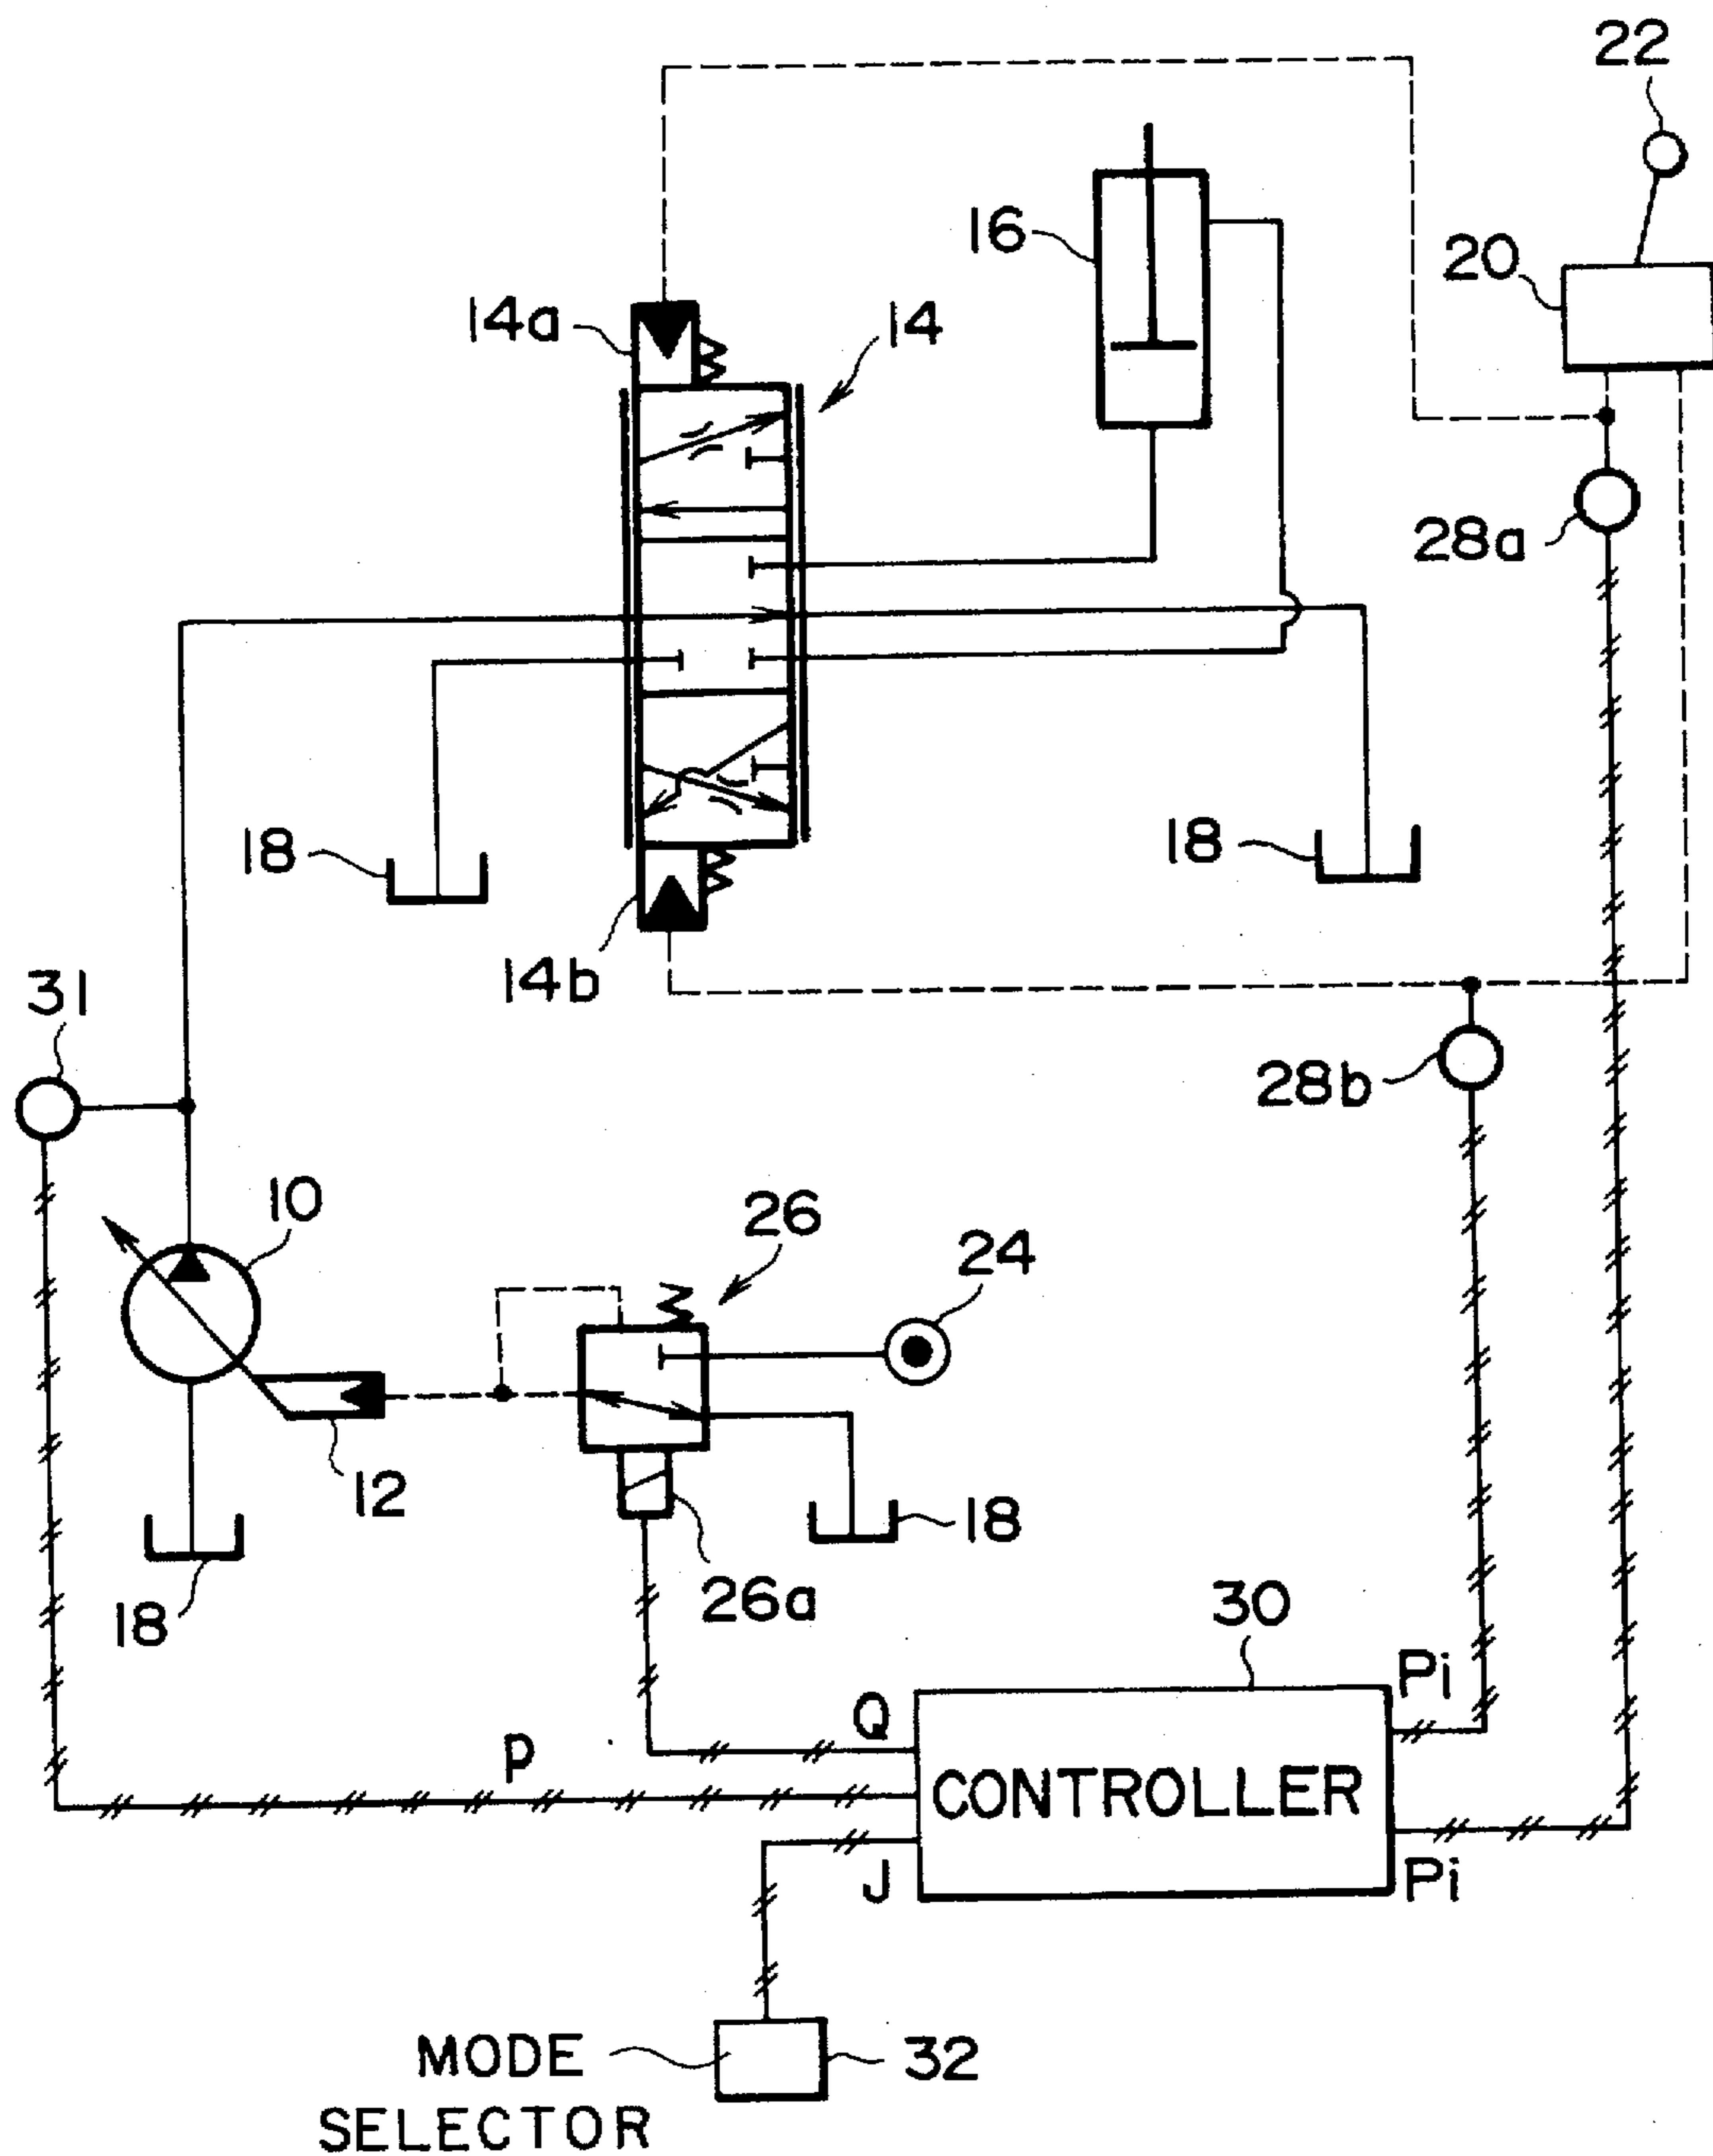 22
16
20
14a
14
28a
18
18
14b
31
28b
10
26
24
12
18
18
26a
30
Pi
Q
p
CONTROLLER
J
Pi
MODE
SELECTOR
32